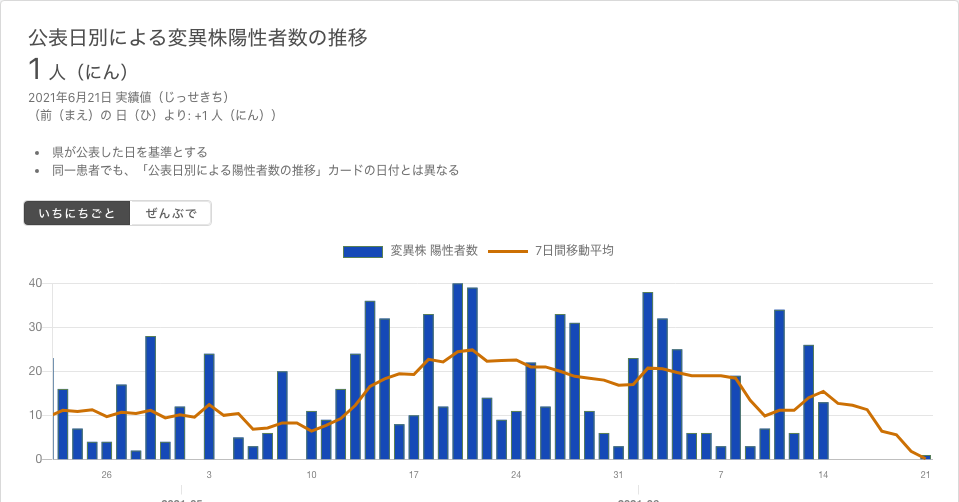 公表日別による変異株陽性者数の推移
1 人（にん）
2021年6月21日 実績値（じっせきち）
（前（まえ）の 日（ひ）より: +1 人（にん））
• 県が公表した日を基準とする
• 同一患者でも、「公表日別による陽性者数の推移」カードの日付とは異なる
いちにちごと ぜんぶで
変異株 陽性者数 7日間移動平均
40
30
20
10
0
26 3 10 17 24 31 7 14 21